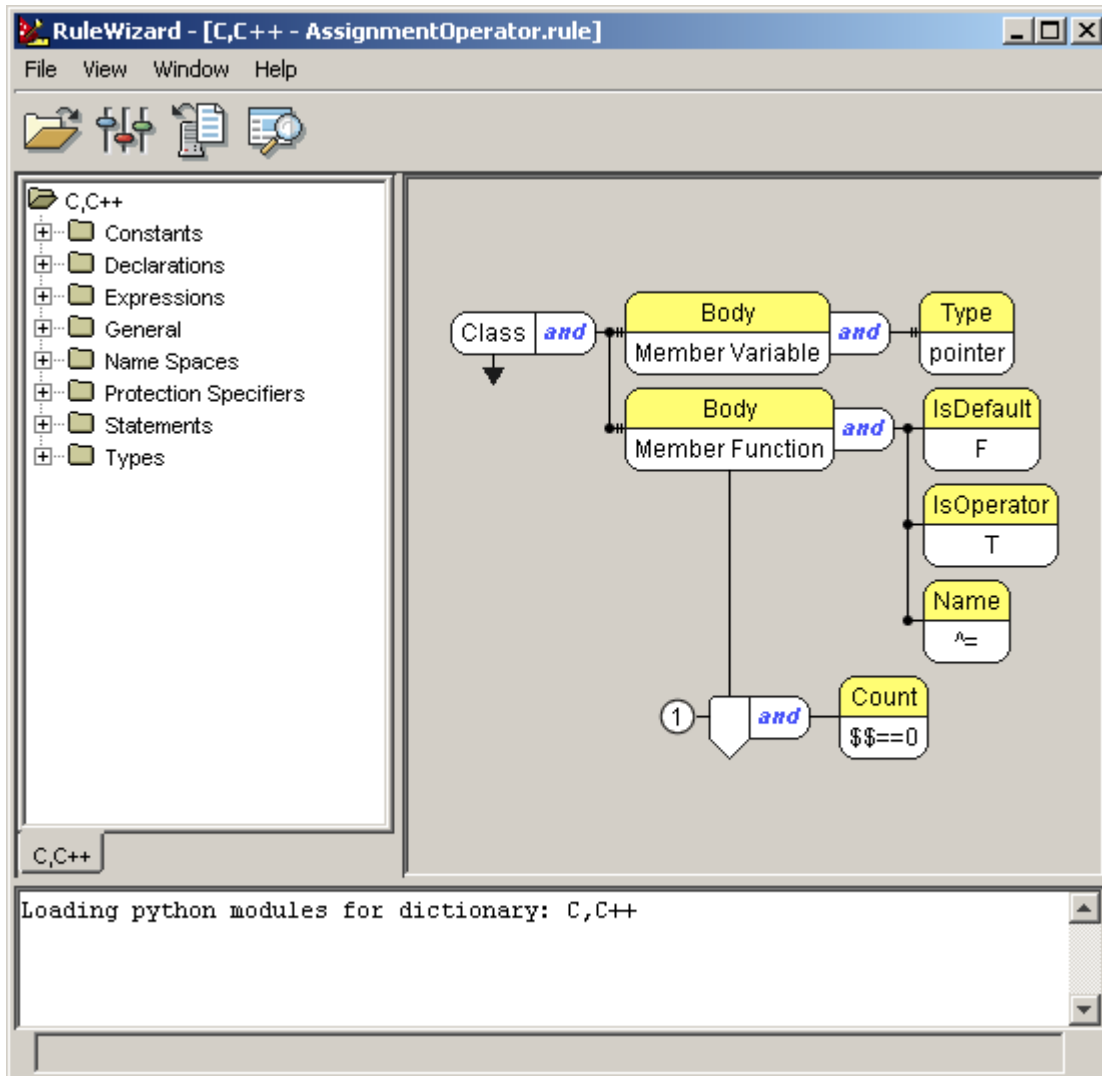 RuleWizard - [C,C++ - AssignmentOperator.rule]
File View Window Help
C,C++
Constants
Declarations
Expressions
General
Name Spaces
Protection Specifiers
Statements
Types
C,C++
Class and
Body
Member Variable
and
Type
pointer
Body
Member Function
and
IsDefault
F
IsOperator
T
Name
^=
1
and
Count
$$==0
Loading python modules for dictionary: C,C++